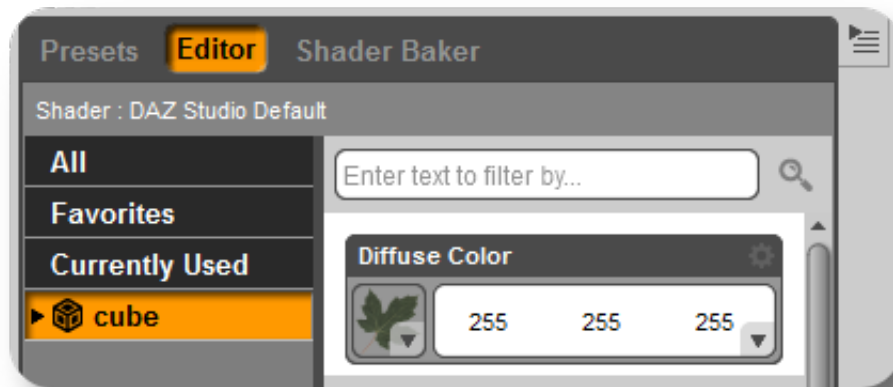 Presets Editor Shader Baker
Shader : DAZ Studio Default
All
Favorites
Currently Used
cube
Enter text to filter by...
Diffuse Color
255 255 255